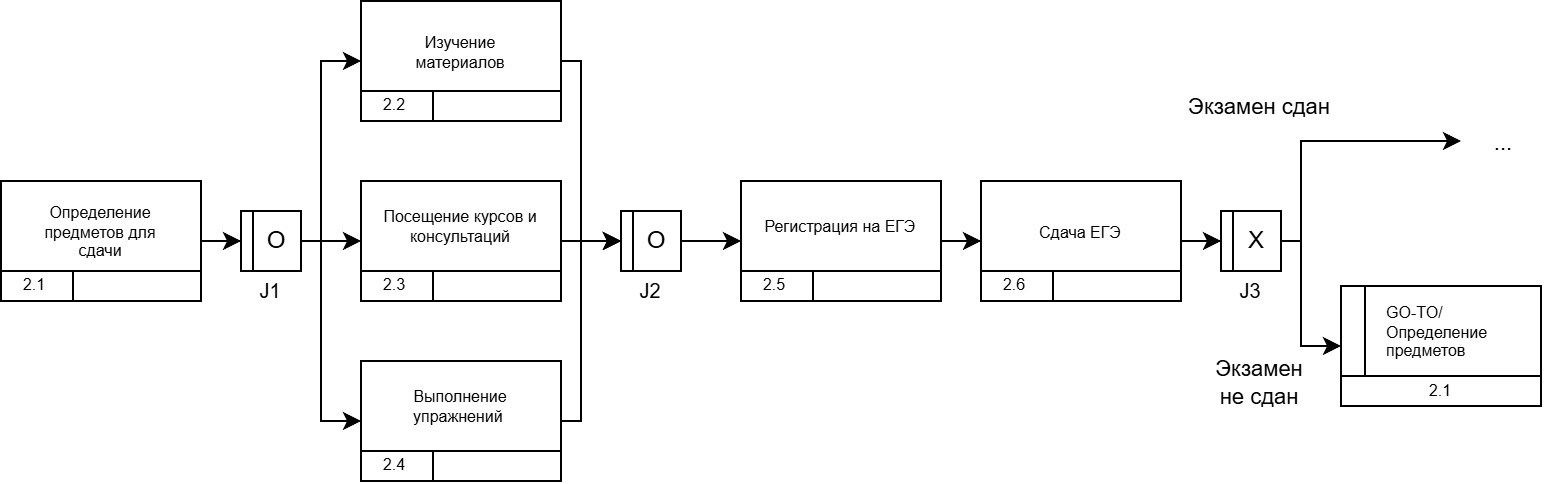 Определение
предметов для
сдачи
2.1
O
J1
Изучение
материалов
2.2
Посещение курсов и
консультаций
2.3
Выполнение
упражнений
2.4
O
J2
Регистрация на ЕГЭ
2.5
Сдача ЕГЭ
2.6
X
J3
Экзамен сдан
...
Экзамен
не сдан
GO-TO/
Определение
предметов
2.1